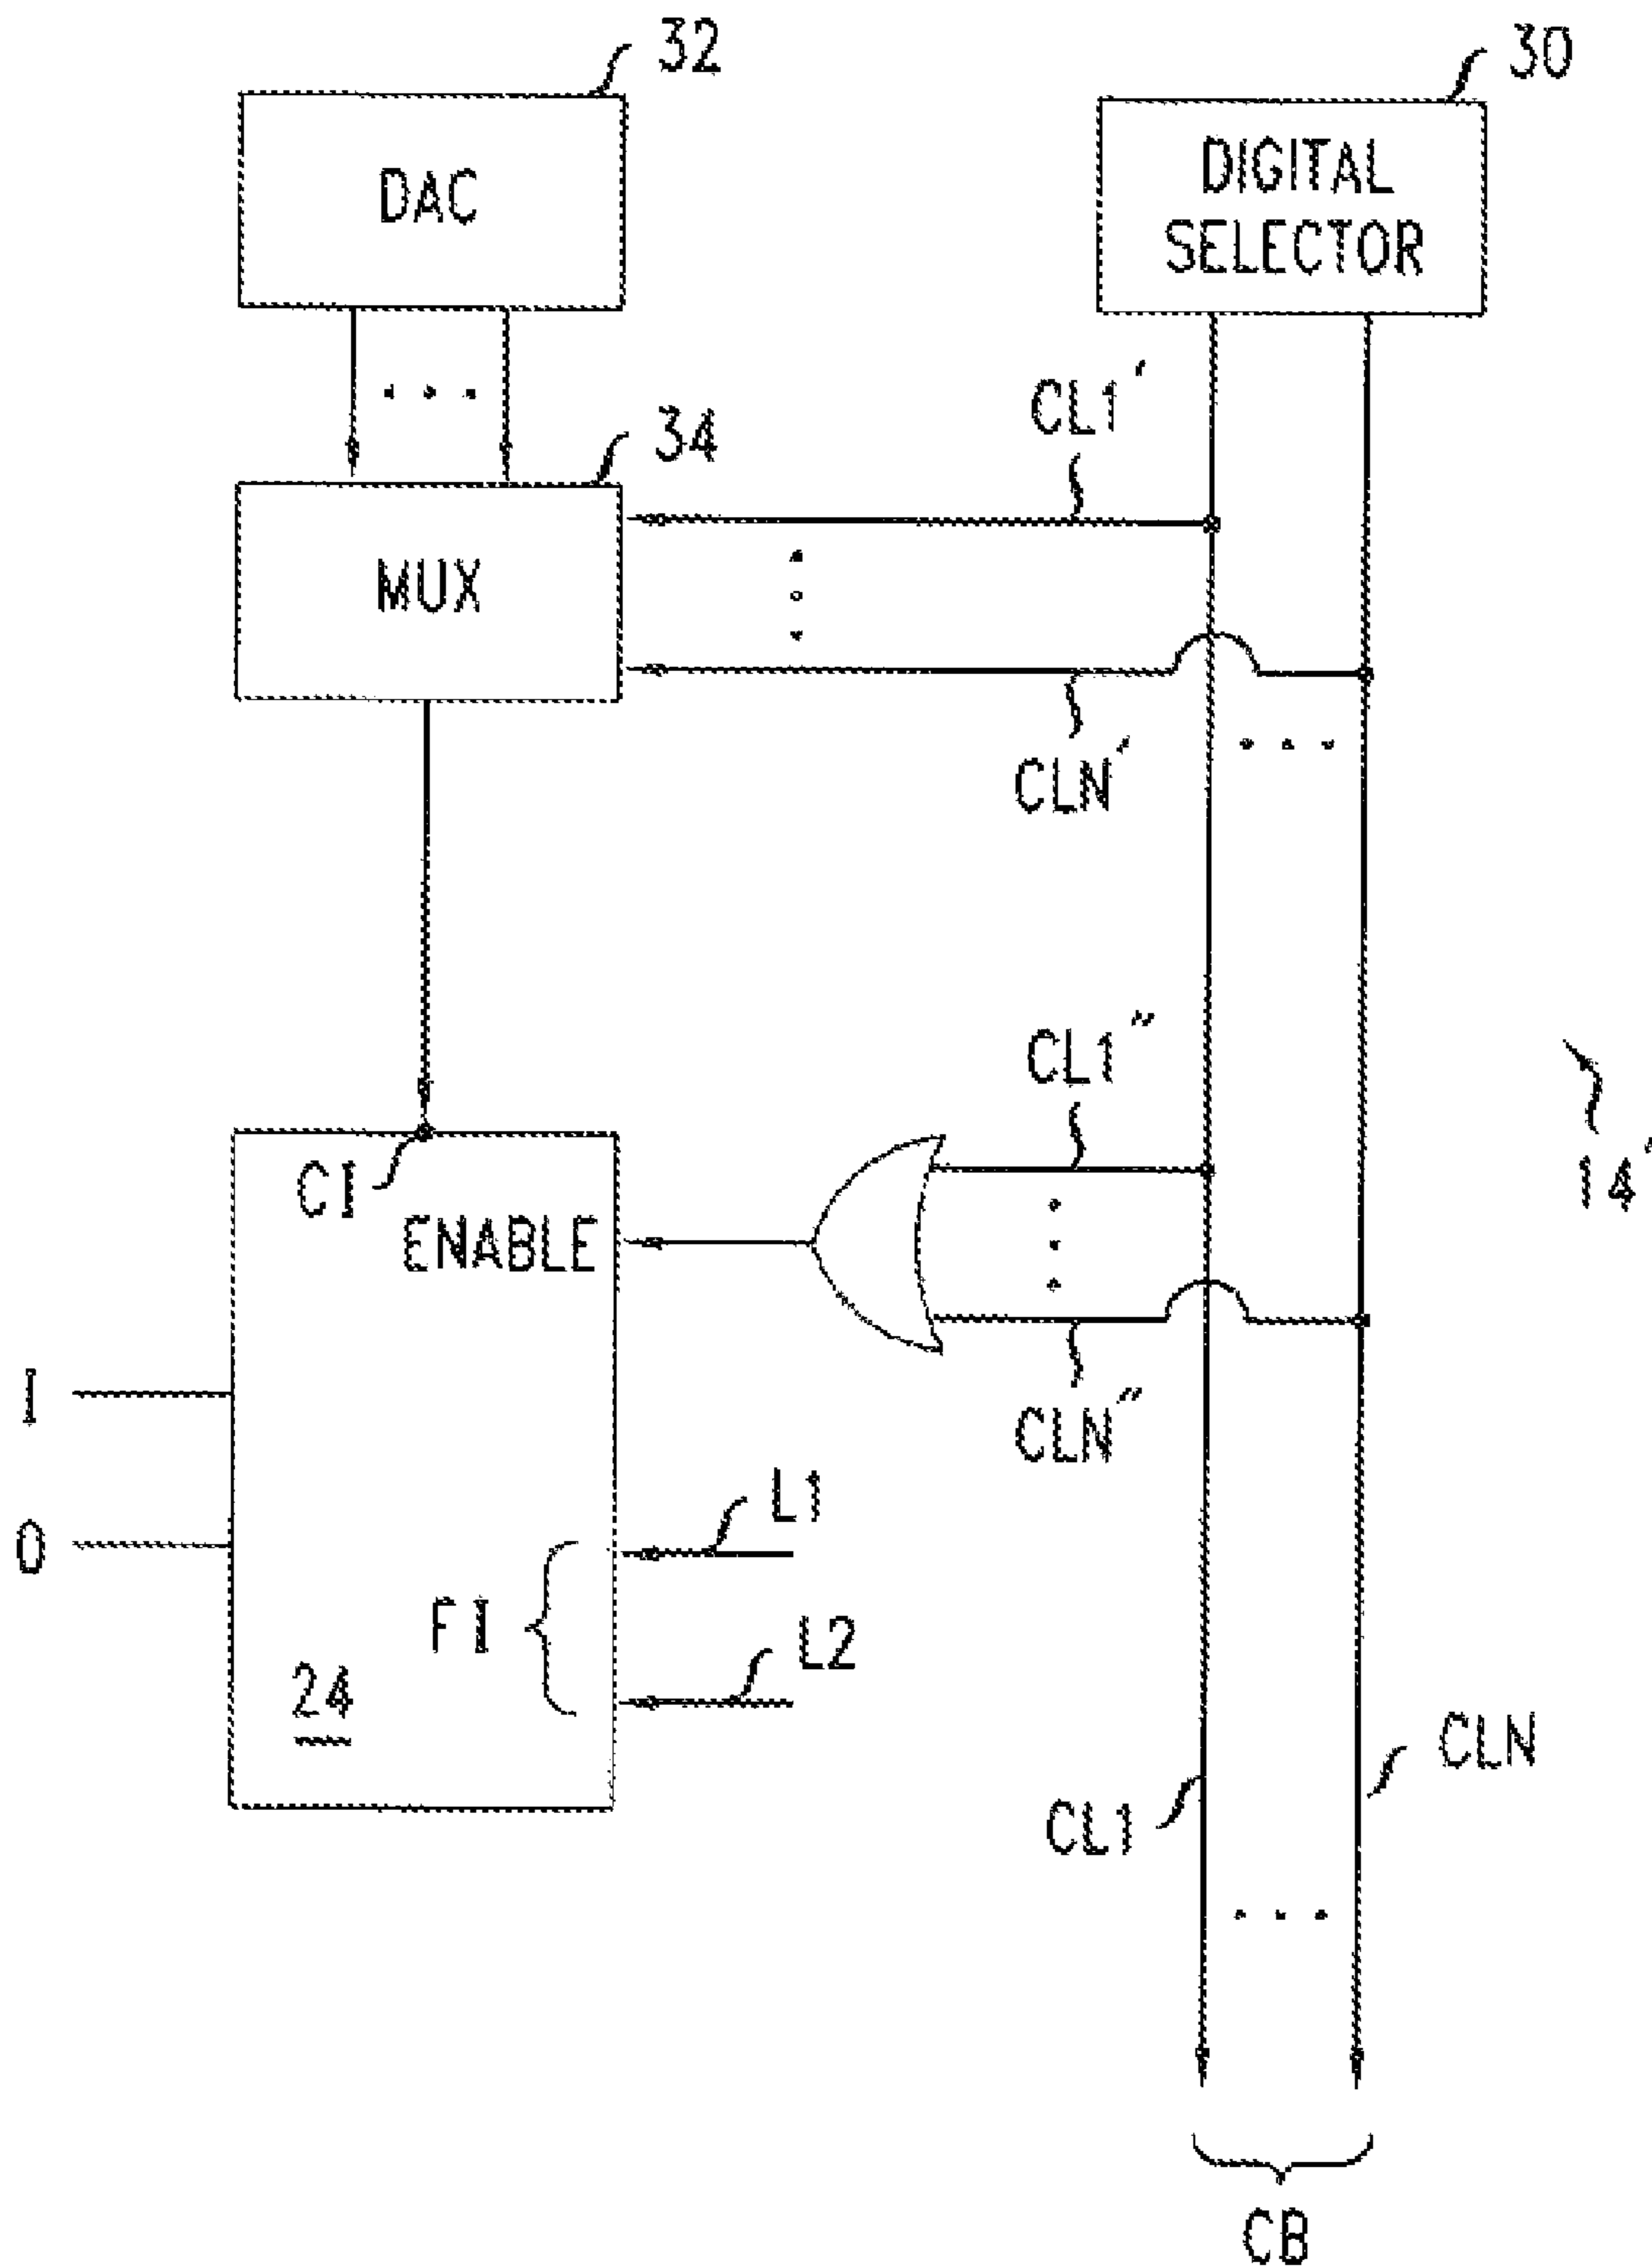 32
30
DAC
DIGITAL
SELECTOR
CL1'
34
MUX
CLN'
CL1"
14'
CI
ENABLE
I
CLN"
L1
O
FI
L2
24
CLN
CL1
CB